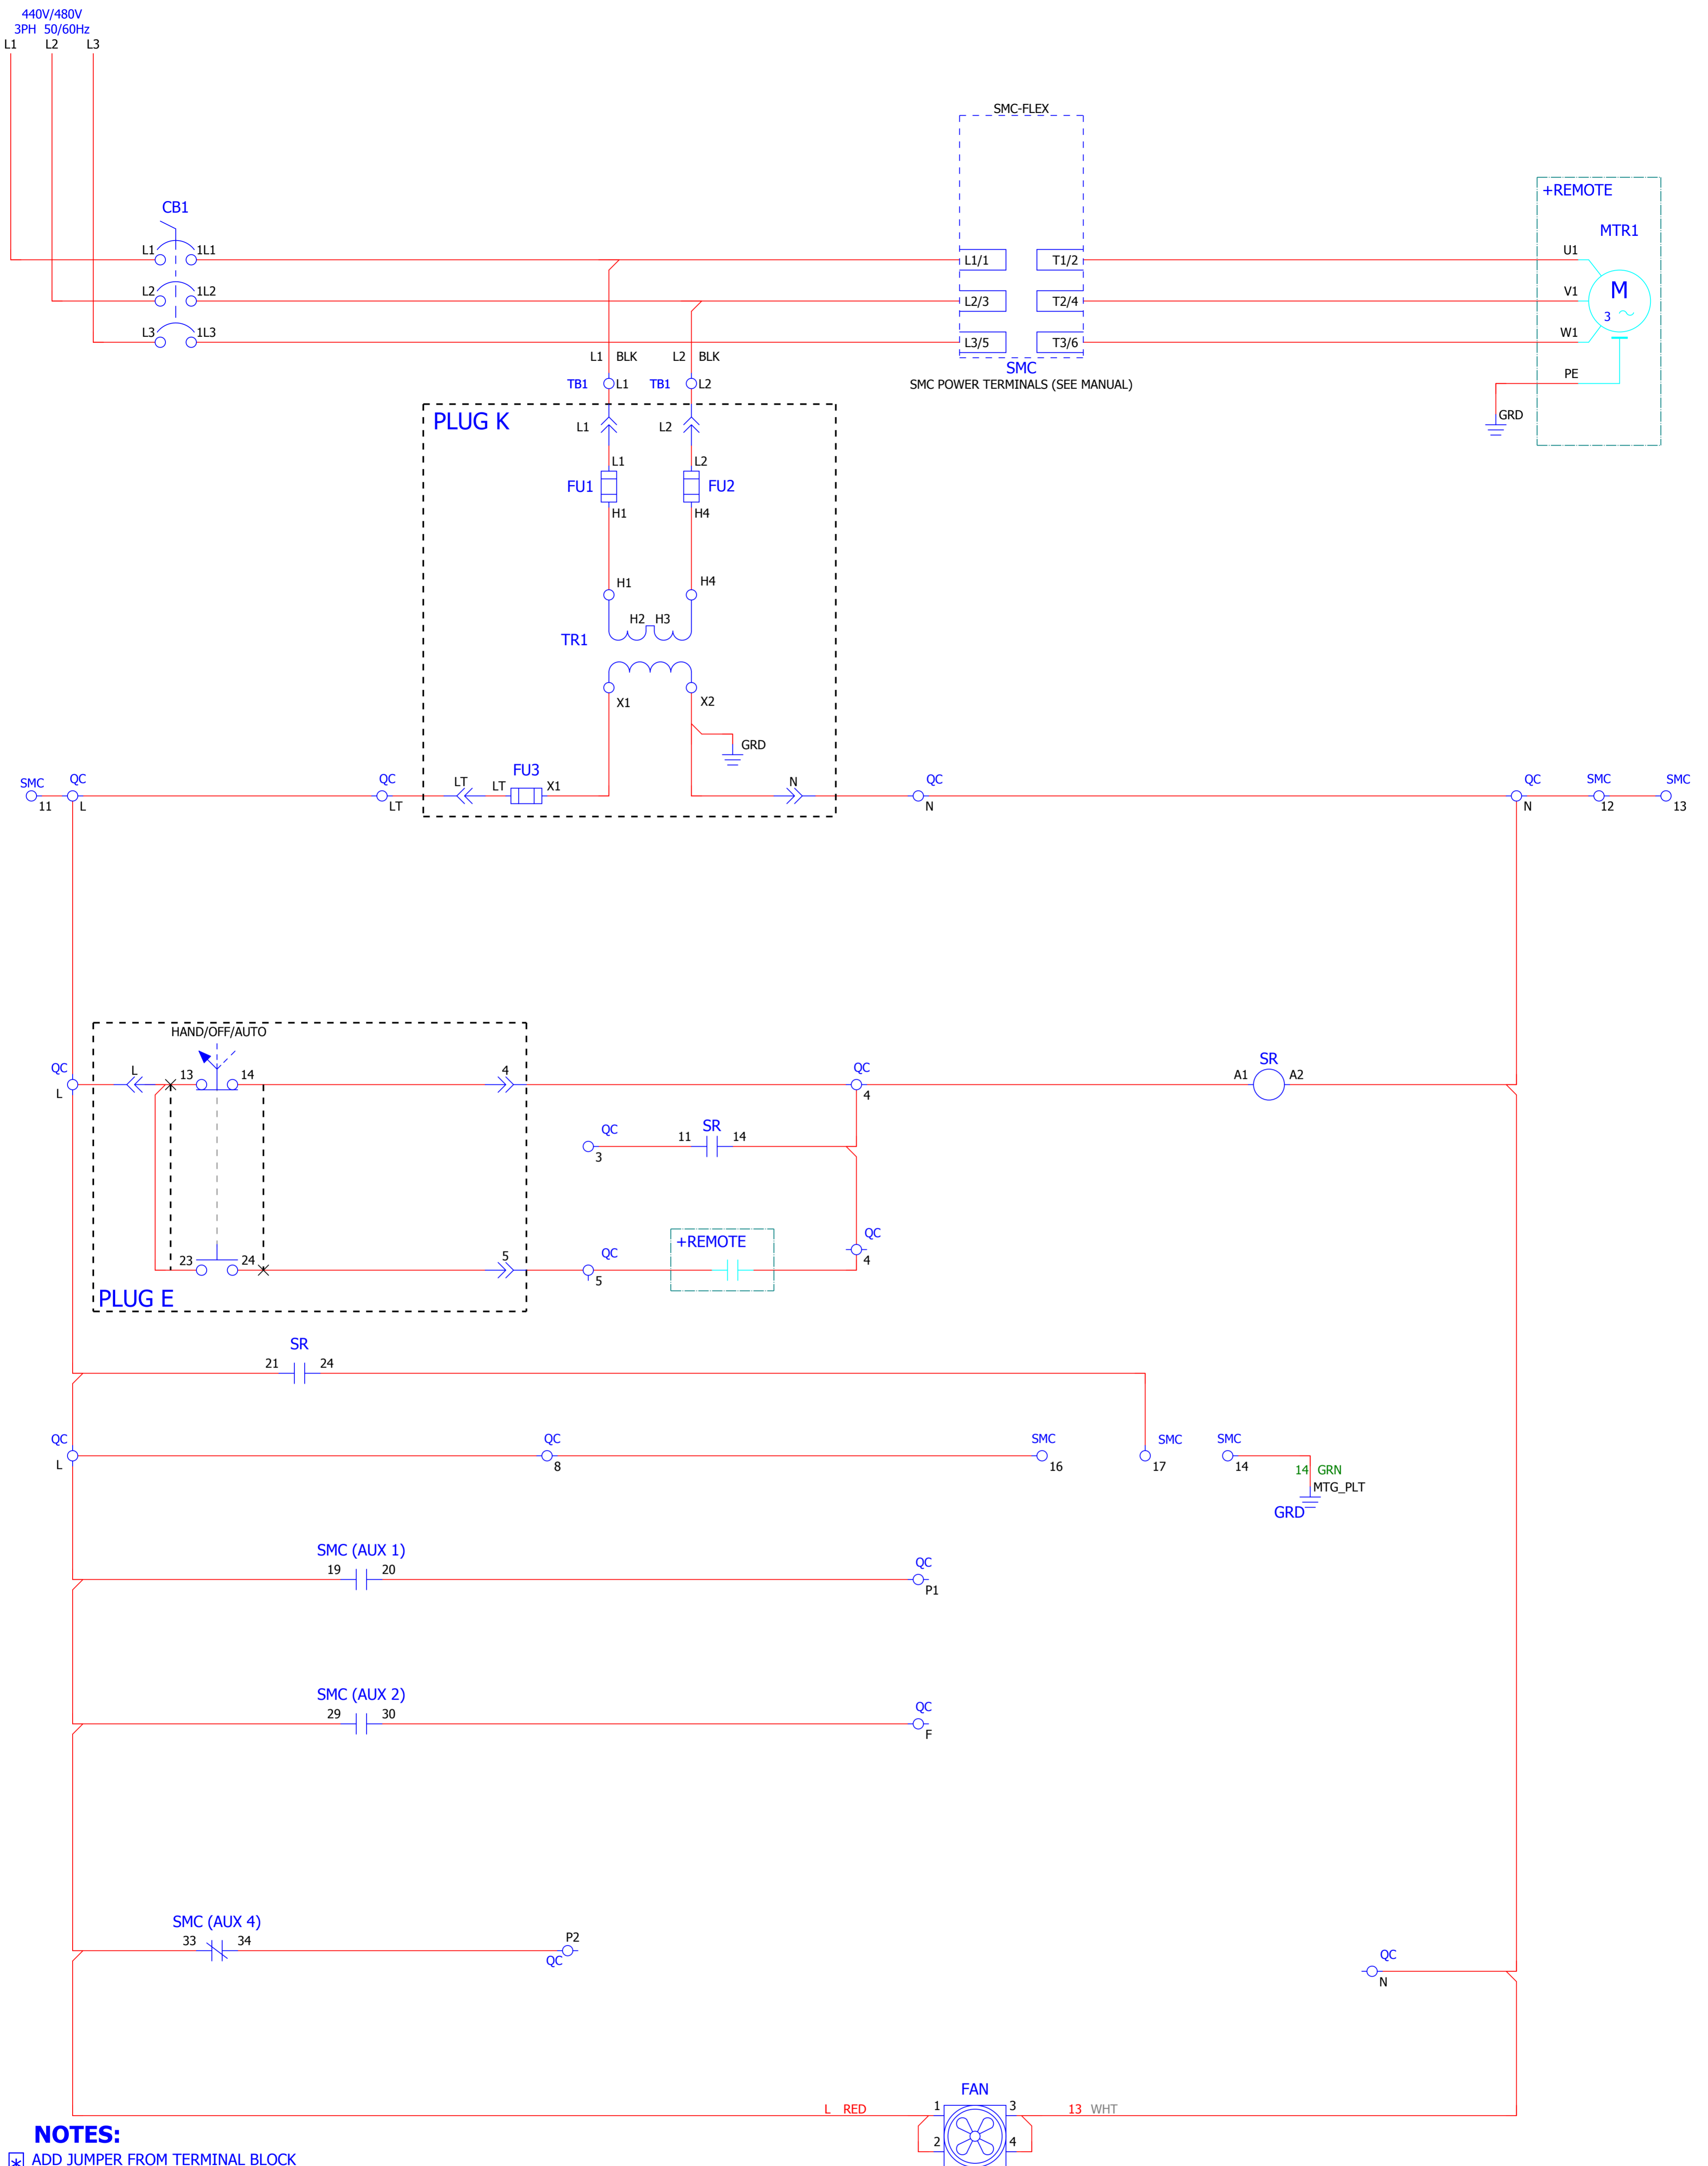 440V/480V
3PH 50/60Hz
L1 L2 L3
SMC-FLEX
+REMOTE
CB1
MTR1
L1 1L1
L1/1 T1/2
U1
L2 1L2
L2/3 T2/4
V1
M
3
L3 1L3
L3/5 T3/6
W1
SMC
SMC POWER TERMINALS (SEE MANUAL)
PE
GRD
L1 BLK L2 BLK
TB1 L1 TB1 L2
PLUG K
L1 L2
L1 L2
FU1 FU2
H1 H4
H1 H4
H2 H3
TR1
X1 X2
GRD
SMC QC QC LT LT FU3 X1 N QC QC SMC SMC
11 L LT N N 12 13
HAND/OFF/AUTO
QC L 13 14 4 QC A1 SR A2
L 4
QC 11 SR 14
3
+REMOTE
QC
4
23 24 5 QC
5
PLUG E
SR
21 24
QC QC SMC SMC SMC
L 8 16 17 14
14 GRN
MTG_PLT
GRD
SMC (AUX 1)
19 20 QC
P1
SMC (AUX 2)
29 30 QC
F
SMC (AUX 4)
33 34 P2
QC
QC
N
FAN
L RED 1 3 13 WHT
2 4
NOTES:
* ADD JUMPER FROM TERMINAL BLOCK